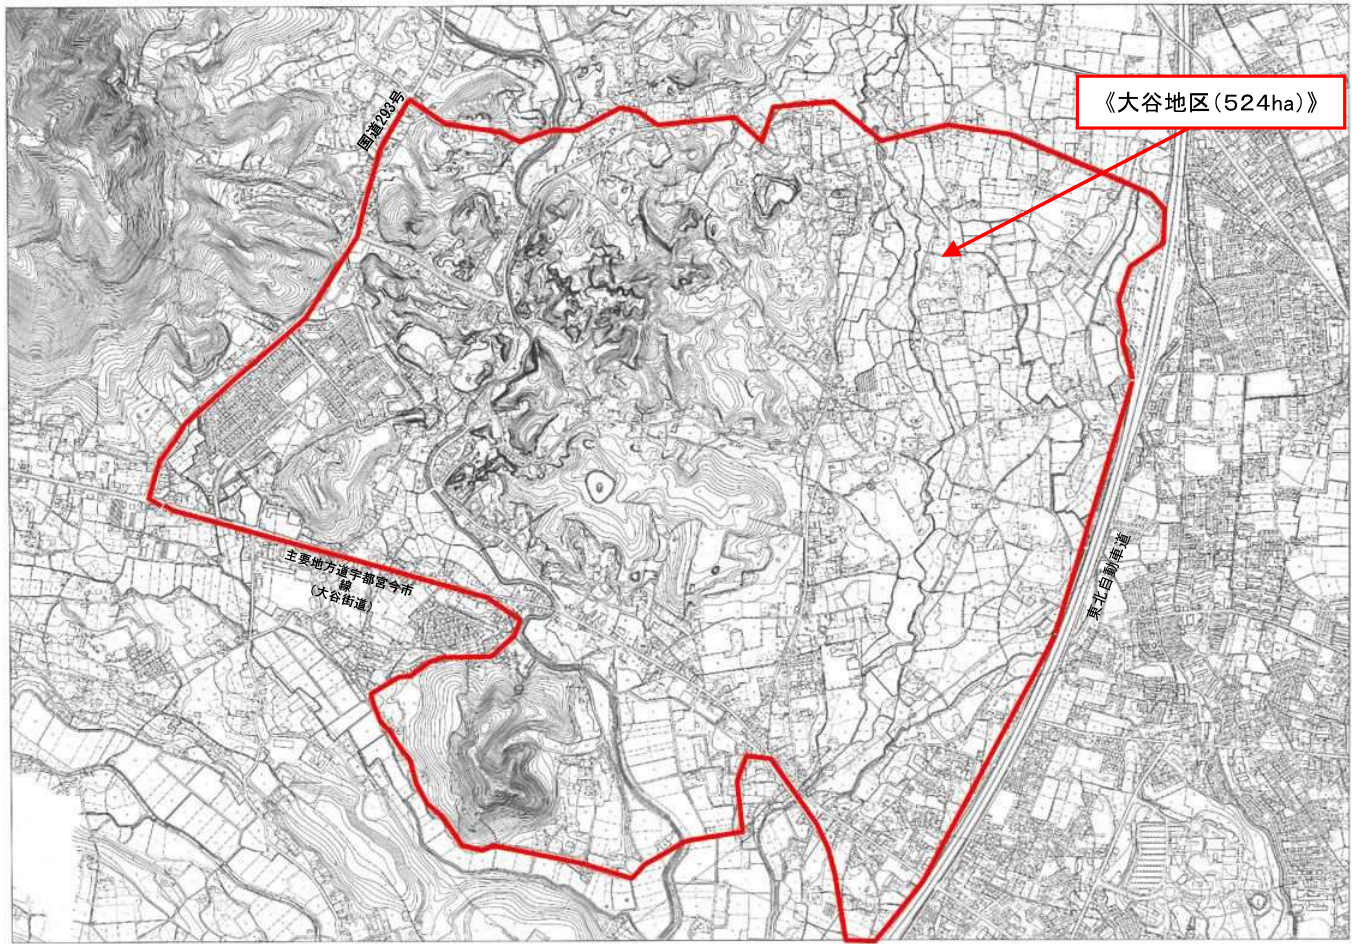 《大谷地区(524ha)》
国道293号
主要地方道宇都宮今市
線
(大谷街道)
東北自動車道